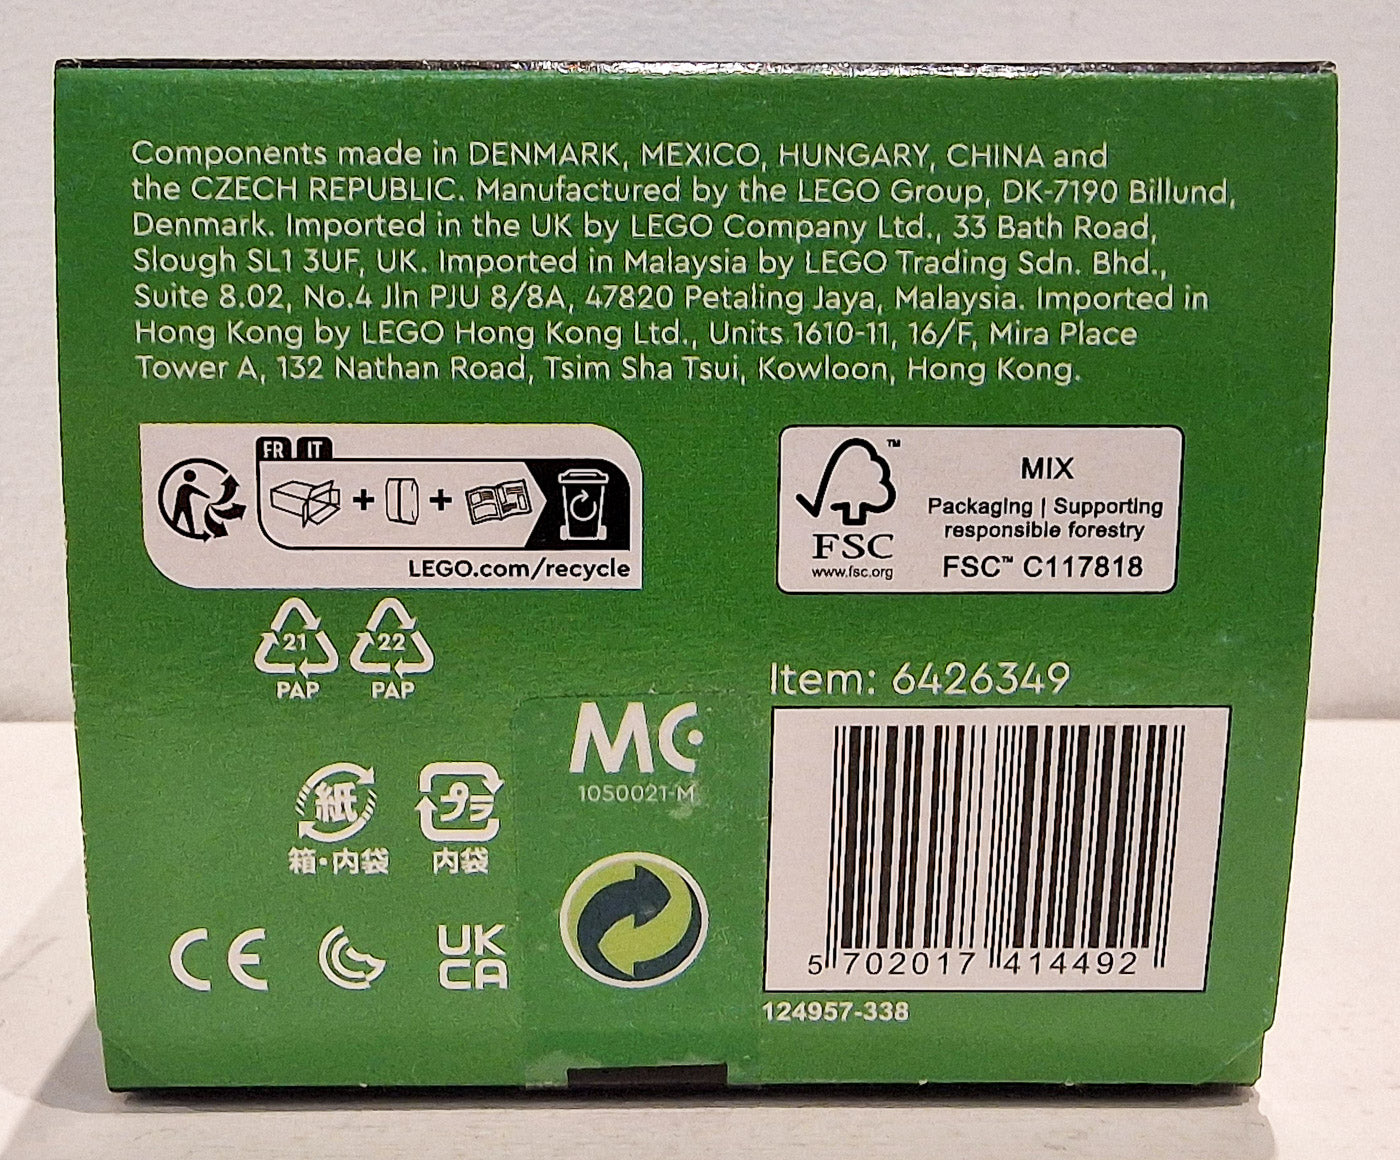 Components made in DENMARK, MEXICO, HUNGARY, CHINA and
the CZECH REPUBLIC. Manufactured by the LEGO Group, DK-7190 Billund,
Denmark. Imported in the UK by LEGO Company Ltd., 33 Bath Road,
Slough SL1 3UF, UK. Imported in Malaysia by LEGO Trading Sdn. Bhd.,
Suite 8.02, No.4 Jln PJU 8/8A, 47820 Petaling Jaya, Malaysia. Imported in
Hong Kong by LEGO Hong Kong Ltd., Units 1610-11, 16/F, Mira Place
Tower A, 132 Nathan Road, Tsim Sha Tsui, Kowloon, Hong Kong.
FR IT
+ +
LEGO.com/recycle
FSC
www.fsc.org
™
MIX
Packaging | Supporting
responsible forestry
FSC™ C117818
21 22
PAP PAP
Item: 6426349
MC
1050021-M
紙 プラ
箱・内袋 内袋
CE
UK
CA
5 702017 414492
124957-338